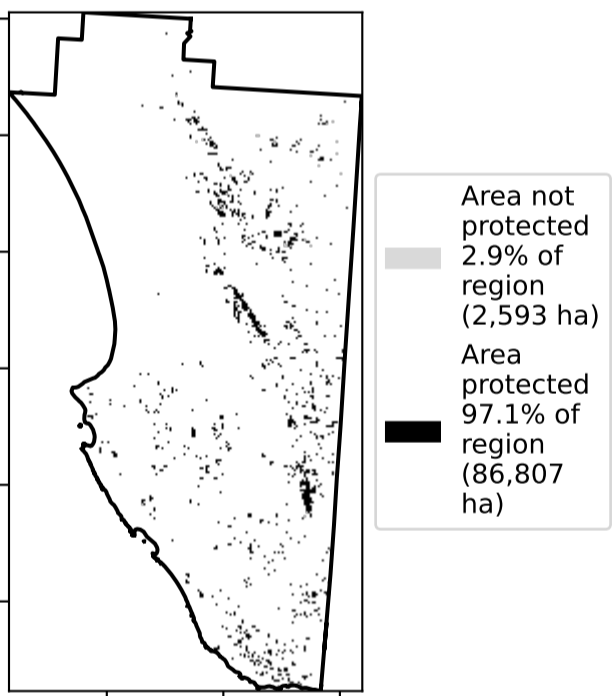 Area not
protected
2.9% of
region
(2,593 ha)
Area
protected
97.1% of
region
(86,807
ha)